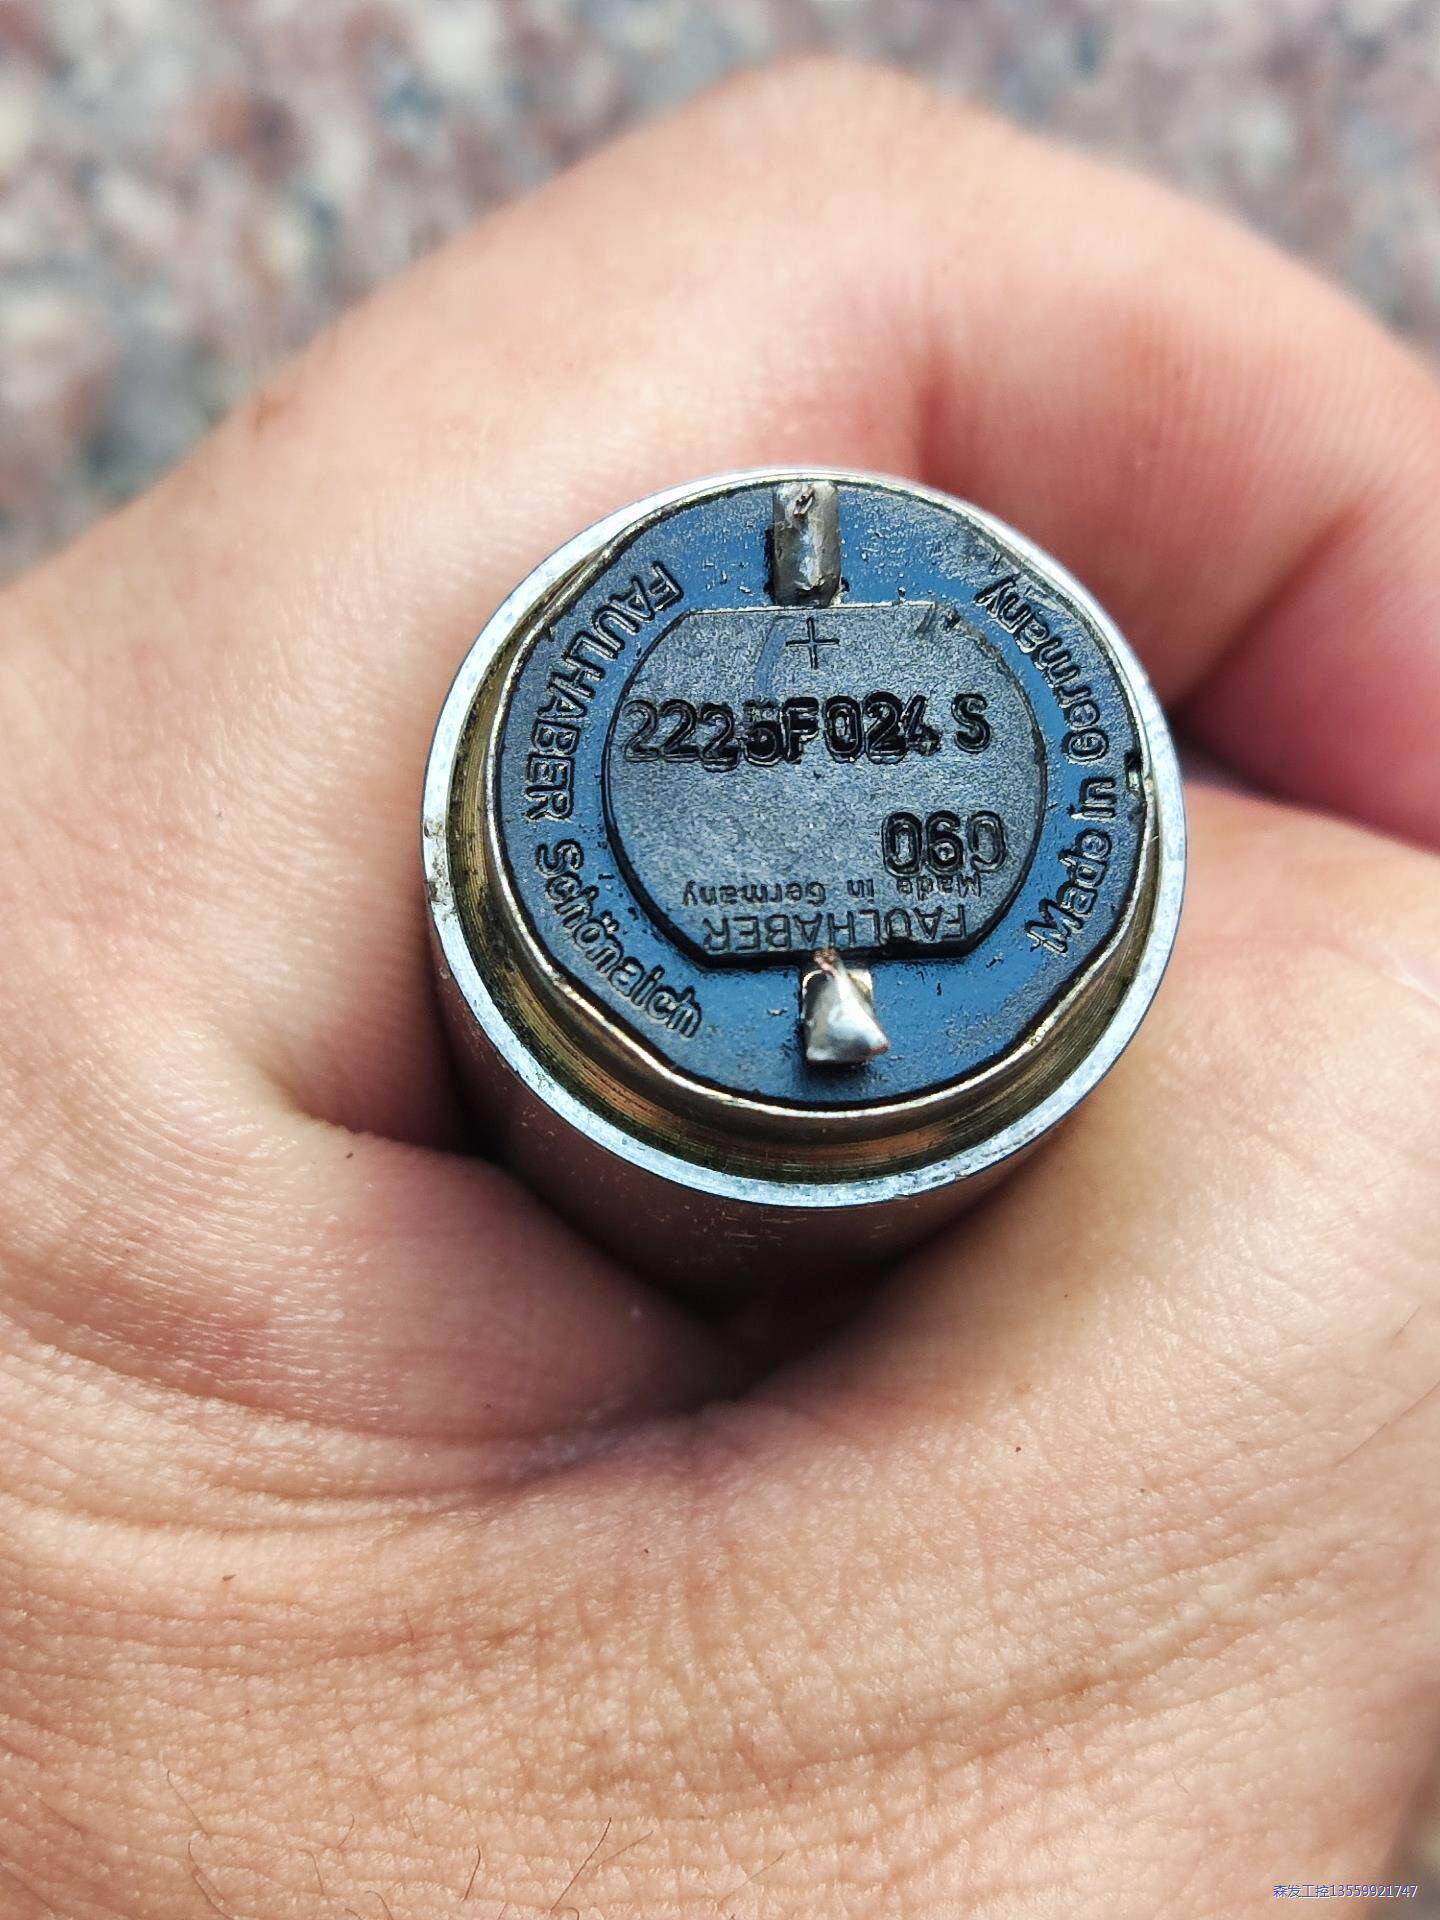 FAULHABER Schönaich
Made in Germany
+
2225F024 S
060
Made in Germany
FAULHABER
森发工控13559921747